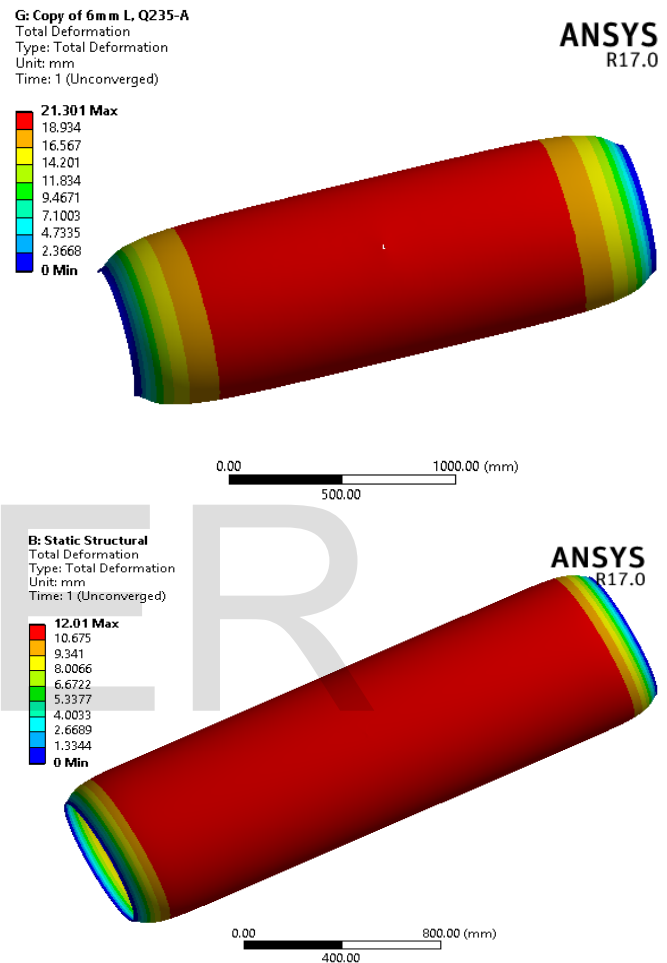 G: Copy of 6mm L, Q235-A
Total Deformation
Type: Total Deformation
Unit: mm
Time: 1 (Unconverged)
ANSYS
R17.0
21.301 Max
18.934
16.567
14.201
11.834
9.4671
7.1003
4.7335
2.3668
0 Min
0.00 1000.00 (mm)
500.00
ER
B: Static Structural
Total Deformation
Type: Total Deformation
Unit: mm
Time: 1 (Unconverged)
ANSYS
R17.0
12.01 Max
10.675
9.341
8.0066
6.6722
5.3377
4.0033
2.6689
1.3344
0 Min
0.00 800.00 (mm)
400.00